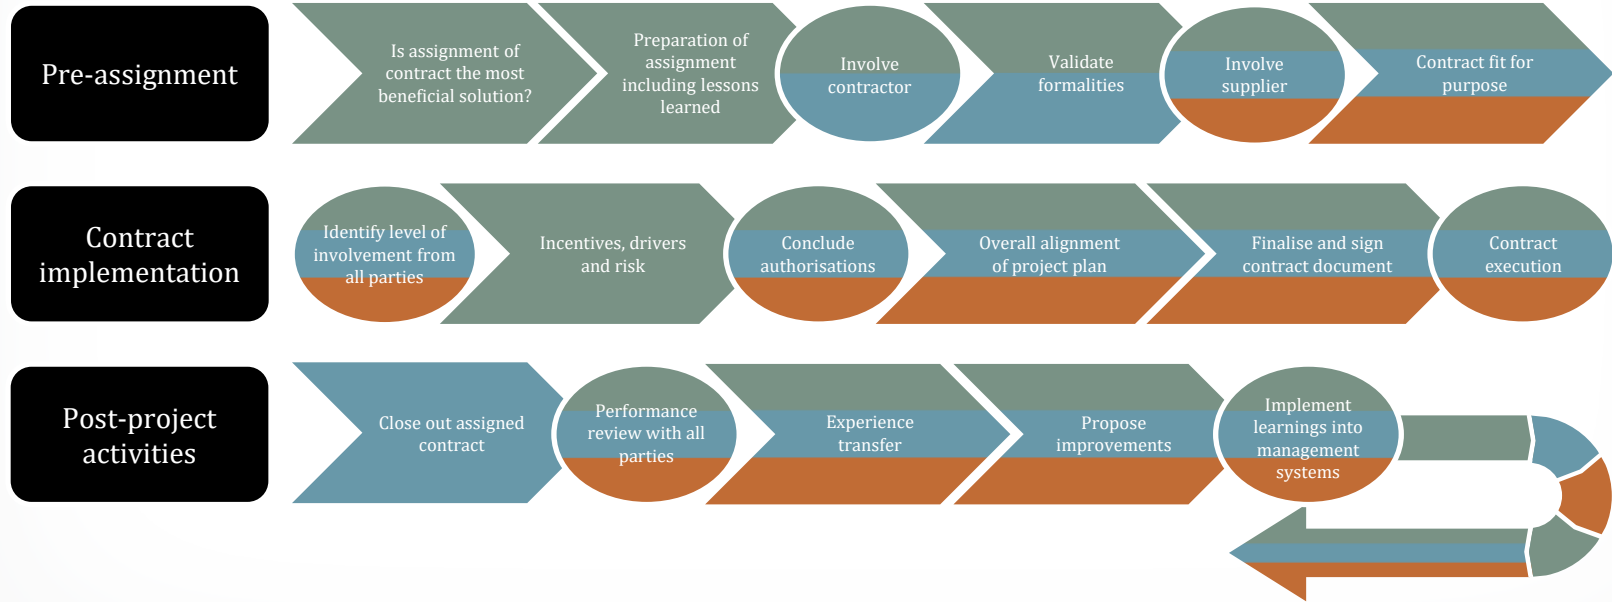 Pre-assignment
Is assignment of
contract the most
beneficial solution?
Preparation of
assignment
including lessons
learned
Involve
contractor
Validate
formalities
Involve
supplier
Contract fit for
purpose
Contract
implementation
Identify level of
involvement from
all parties
Incentives, drivers
and risk
Conclude
authorisations
Overall alignment
of project plan
Finalise and sign
contract document
Contract
execution
Post-project
activities
Close out assigned
contract
Performance
review with all
parties
Experience
transfer
Propose
improvements
Implement
learnings into
management
systems